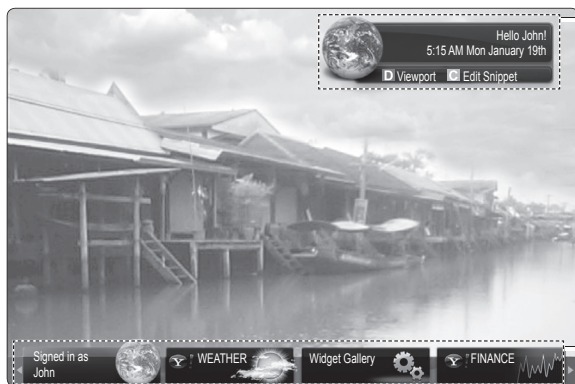 Hello John!
5:15 AM Mon January 19th
D Viewport C Edit Snippet
Signed in as
John
WEATHER
Widget Gallery
FINANCE